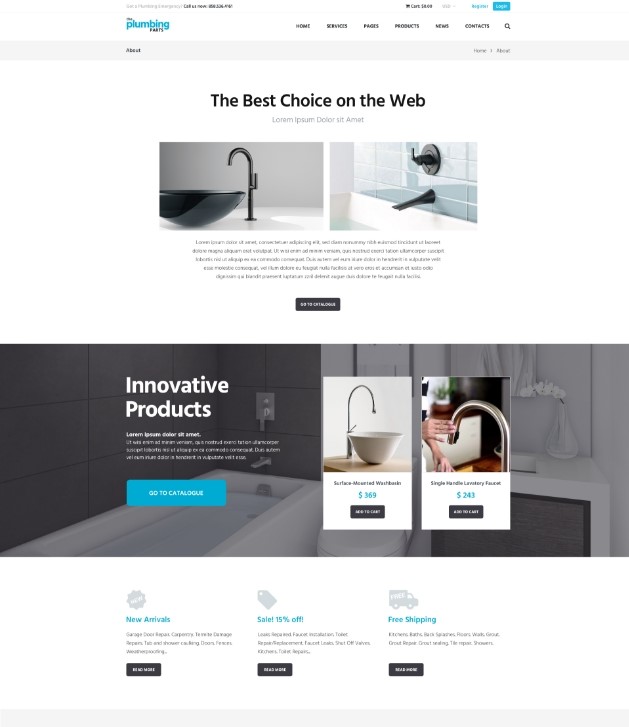 Got a Plumbing Emergency? Call us now: 888.536.4161
Cart: $0.00
USD
Register
Login
plumbing
PARTS
HOME SERVICES PAGES PRODUCTS NEWS CONTACTS
About
Home › About
The Best Choice on the Web
Lorem Ipsum Dolor sit Amet
Lorem ipsum dolor sit amet, consectetuer adipiscing elit, sed diam nonummy nibh euismod tincidunt ut laoreet
dolore magna aliquam erat volutpat. Ut wisi enim ad minim veniam, quis nostrud exerci tation ullamcorper suscipit
lobortis nisl ut aliquip ex ea commodo consequat. Duis autem vel eum iriure dolor in hendrerit in vulputate velit
esse molestie consequat, vel illum dolore eu feugiat nulla facilisis at vero eros et accumsan et iusto odio
dignissim qui blandit praesent luptatum zzril delenit augue duis dolore te feugait nulla facilisi.
GO TO CATALOGUE
Innovative
Products
Lorem ipsum dolor sit amet,
Ut wisi enim ad minim veniam, quis nostrud exerci tation ullamcorper
suscipit lobortis nisl ut aliquip ex ea commodo consequat. Duis autem
vel eum iriure dolor in hendrerit in vulputate velit esse.
GO TO CATALOGUE
Surface-Mounted Washbasin
$ 369
ADD TO CART
Single Handle Lavatory Faucet
$ 243
ADD TO CART
NEW
New Arrivals
Garage Door Repair. Carpentry. Termite Damage
Repairs. Tub and shower caulking. Doors. Fences.
Weatherproofing...
READ MORE
Sale! 15% off!
Leaks Repaired. Faucet Installation. Toilet
Repair/Replacement. Faucet Leaks. Shut Off Valves.
Kitchens. Toilet Repairs...
READ MORE
FREE
Free Shipping
Kitchens. Baths. Back Splashes. Floors. Walls. Grout.
Grout Repair. Grout sealing. Tile repair. Showers.
READ MORE